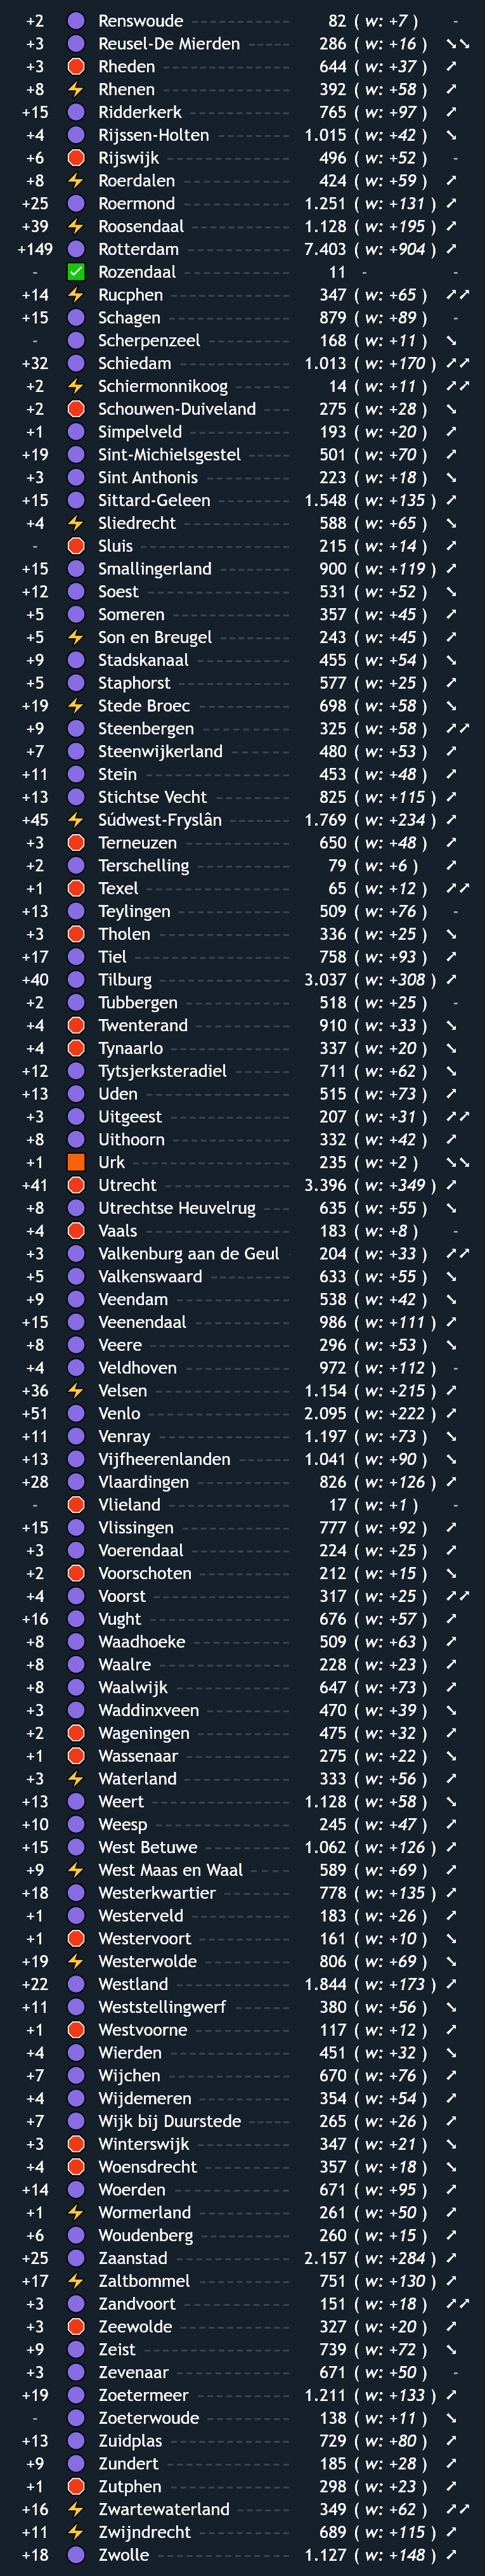 +2 Renswoude 82 ( w: +7 ) -
+3 Reusel-De Mierden 286 ( w: +16 ) ➘➘
+3 Rheden 644 ( w: +37 ) ➚
+8 ⚡ Rhenen 392 ( w: +58 ) ➚
+15 Ridderkerk 765 ( w: +97 ) ➚
+4 Rijssen-Holten 1.015 ( w: +42 ) ➘
+6 Rijswijk 496 ( w: +52 ) -
+8 ⚡ Roerdalen 424 ( w: +59 ) ➚
+25 Roermond 1.251 ( w: +131 ) ➚
+39 ⚡ Roosendaal 1.128 ( w: +195 ) ➚
+149 Rotterdam 7.403 ( w: +904 ) ➚
- ✅ Rozendaal 11 - -
+14 ⚡ Rucphen 347 ( w: +65 ) ➚➚
+15 Schagen 879 ( w: +89 ) -
- Scherpenzeel 168 ( w: +11 ) ➘
+32 Schiedam 1.013 ( w: +170 ) ➚➚
+2 ⚡ Schiermonnikoog 14 ( w: +11 ) ➚➚
+2 Schouwen-Duiveland 275 ( w: +28 ) ➘
+1 Simpelveld 193 ( w: +20 ) ➚
+19 Sint-Michielsgestel 501 ( w: +70 ) ➚
+3 Sint Anthonis 223 ( w: +18 ) ➘
+15 Sittard-Geleen 1.548 ( w: +135 ) ➚
+4 ⚡ Sliedrecht 588 ( w: +65 ) ➘
- Sluis 215 ( w: +14 ) ➚
+15 Smallingerland 900 ( w: +119 ) ➚
+12 Soest 531 ( w: +52 ) ➘
+5 Someren 357 ( w: +45 ) ➚
+5 ⚡ Son en Breugel 243 ( w: +45 ) ➚
+9 Stadskanaal 455 ( w: +54 ) ➘
+5 Staphorst 577 ( w: +25 ) ➚
+19 ⚡ Stede Broec 698 ( w: +58 ) ➘
+9 Steenbergen 325 ( w: +58 ) ➚➚
+7 Steenwijkerland 480 ( w: +53 ) ➚
+11 Stein 453 ( w: +48 ) ➚
+13 Stichtse Vecht 825 ( w: +115 ) ➚
+45 ⚡ Súdwest-Fryslân 1.769 ( w: +234 ) ➚
+3 Terneuzen 650 ( w: +48 ) ➚
+2 Terschelling 79 ( w: +6 ) ➚
+1 Texel 65 ( w: +12 ) ➚➚
+13 Teylingen 509 ( w: +76 ) -
+3 Tholen 336 ( w: +25 ) ➘
+17 Tiel 758 ( w: +93 ) ➚
+40 Tilburg 3.037 ( w: +308 ) ➚
+2 Tubbergen 518 ( w: +25 ) -
+4 Twenterand 910 ( w: +33 ) ➘
+4 Tynaarlo 337 ( w: +20 ) ➘
+12 Tytsjerksteradiel 711 ( w: +62 ) ➘
+13 Uden 515 ( w: +73 ) ➚
+3 Uitgeest 207 ( w: +31 ) ➚➚
+8 Uithoorn 332 ( w: +42 ) ➚
+1 Urk 235 ( w: +2 ) ➘➘
+41 Utrecht 3.396 ( w: +349 ) ➚
+8 Utrechtse Heuvelrug 635 ( w: +55 ) ➘
+4 Vaals 183 ( w: +8 ) -
+3 Valkenburg aan de Geul 204 ( w: +33 ) ➚➚
+5 Valkenswaard 633 ( w: +55 ) ➘
+9 Veendam 538 ( w: +42 ) ➘
+15 Veenendaal 986 ( w: +111 ) ➚
+8 Veere 296 ( w: +53 ) ➘
+4 Veldhoven 972 ( w: +112 ) -
+36 ⚡ Velsen 1.154 ( w: +215 ) ➚
+51 Venlo 2.095 ( w: +222 ) ➚
+11 Venray 1.197 ( w: +73 ) ➘
+13 Vijfheerenlanden 1.041 ( w: +90 ) ➘
+28 Vlaardingen 826 ( w: +126 ) ➚
- Vlieland 17 ( w: +1 ) -
+15 Vlissingen 777 ( w: +92 ) ➚
+3 Voerendaal 224 ( w: +25 ) ➚
+2 Voorschoten 212 ( w: +15 ) ➘
+4 Voorst 317 ( w: +25 ) ➚➚
+16 Vught 676 ( w: +57 ) ➚
+8 Waadhoeke 509 ( w: +63 ) ➚
+8 Waalre 228 ( w: +23 ) ➚
+8 Waalwijk 647 ( w: +73 ) ➚
+3 Waddinxveen 470 ( w: +39 ) ➘
+2 Wageningen 475 ( w: +32 ) ➚
+1 Wassenaar 275 ( w: +22 ) ➘
+3 ⚡ Waterland 333 ( w: +56 ) ➚
+13 Weert 1.128 ( w: +58 ) ➘
+10 Weesp 245 ( w: +47 ) ➚
+15 West Betuwe 1.062 ( w: +126 ) ➚
+9 ⚡ West Maas en Waal 589 ( w: +69 ) ➚
+18 Westerkwartier 778 ( w: +135 ) ➚
+1 Westerveld 183 ( w: +26 ) ➚
+1 Westervoort 161 ( w: +10 ) ➘
+19 ⚡ Westerwolde 806 ( w: +69 ) ➘
+22 Westland 1.844 ( w: +173 ) ➚
+11 Weststellingwerf 380 ( w: +56 ) ➘
+1 Westvoorne 117 ( w: +12 ) ➚
+4 Wierden 451 ( w: +32 ) ➘
+7 Wijchen 670 ( w: +76 ) ➚
+4 Wijdemeren 354 ( w: +54 ) ➚
+7 Wijk bij Duurstede 265 ( w: +26 ) ➚
+3 Winterswijk 347 ( w: +21 ) ➘
+4 Woensdrecht 357 ( w: +18 ) ➘
+14 Woerden 671 ( w: +95 ) ➚
+1 ⚡ Wormerland 261 ( w: +50 ) ➚
+6 Woudenberg 260 ( w: +15 ) ➚
+25 Zaanstad 2.157 ( w: +284 ) ➚
+17 ⚡ Zaltbommel 751 ( w: +130 ) ➚
+3 Zandvoort 151 ( w: +18 ) ➚➚
+3 Zeewolde 327 ( w: +20 ) ➚
+9 Zeist 739 ( w: +72 ) ➘
+3 Zevenaar 671 ( w: +50 ) -
+19 Zoetermeer 1.211 ( w: +133 ) ➚
- Zoeterwoude 138 ( w: +11 ) ➘
+13 Zuidplas 729 ( w: +80 ) ➚
+9 Zundert 185 ( w: +28 ) ➚
+1 Zutphen 298 ( w: +23 ) ➚
+16 ⚡ Zwartewaterland 349 ( w: +62 ) ➚➚
+11 ⚡ Zwijndrecht 689 ( w: +115 ) ➚
+18 Zwolle 1.127 ( w: +148 ) ➚